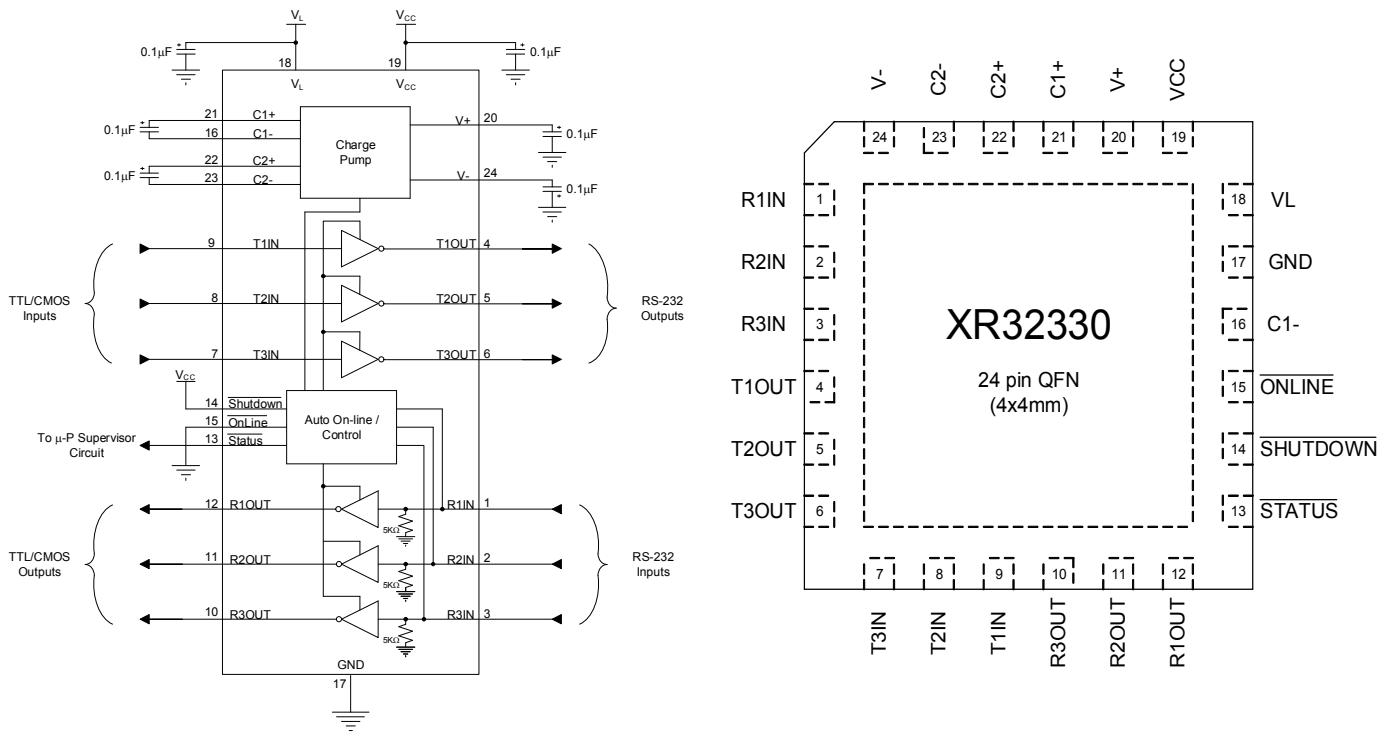 V_L
V_CC
0.1µF
0.1µF
18
19
V_L
V_CC
21
C1+
0.1µF
16
C1-
22
C2+
0.1µF
23
C2-
Charge
Pump
V+
20
0.1µF
V-
24
0.1µF
TTL/CMOS
Inputs
9
T1IN
T1OUT
4
8
T2IN
T2OUT
5
7
T3IN
T3OUT
6
RS-232
Outputs
V_CC
14
Shutdown
15
OnLine
13
Status
To µ-P Supervisor
Circuit
Auto On-line /
Control
TTL/CMOS
Outputs
12
R1OUT
R1IN
1
5KΩ
11
R2OUT
R2IN
2
5KΩ
10
R3OUT
R3IN
3
5KΩ
RS-232
Inputs
GND
17
V-
C2-
C2+
C1+
V+
VCC
24
23
22
21
20
19
R1IN
1
R2IN
2
R3IN
3
T1OUT
4
T2OUT
5
T3OUT
6
XR32330
24 pin QFN
(4x4mm)
18
VL
17
GND
16
C1-
15
ONLINE
14
SHUTDOWN
13
STATUS
7
8
9
10
11
12
T3IN
T2IN
T1IN
R3OUT
R2OUT
R1OUT